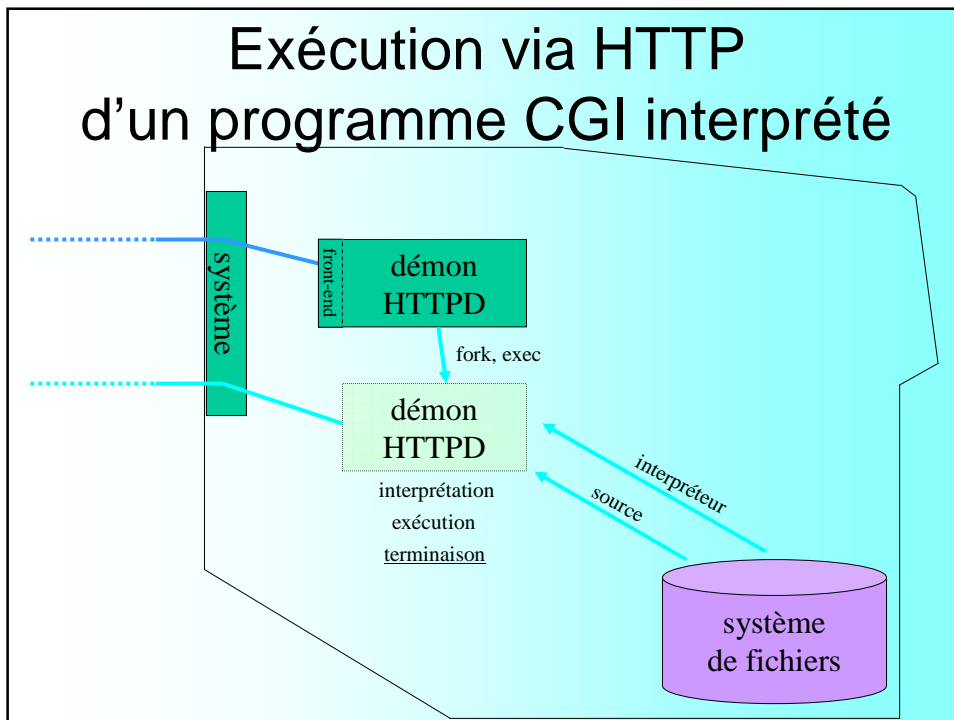 Exécution via HTTP
d'un programme CGI interprété
système
front-end
démon
HTTPD
fork, exec
démon
HTTPD
interprétation
exécution
terminaison
interpréteur
source
système
de fichiers